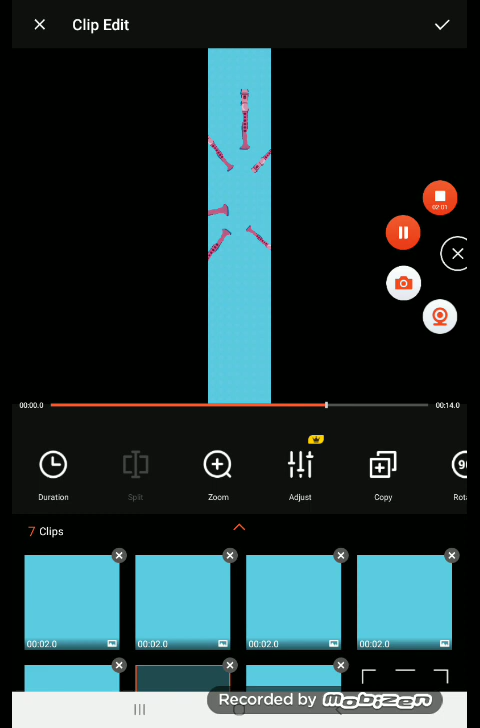 Clip Edit
02:01
00:00.0
00:14.0
Duration
Split
Zoom
Adjust
Copy
7 Clips
00:02.0
00:02.0
00:02.0
00:02.0
Recorded by mobizen